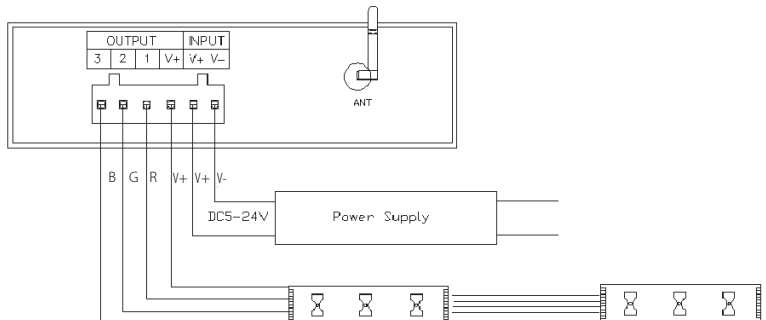 OUTPUT INPUT
3 2 1 V+ V+ V-
ANT
B G R V+ V+ V-
DC5-24V
Power Supply